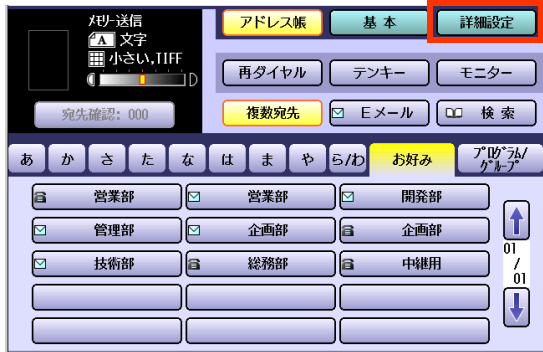 メモリー送信
A 文字
小さい,TIFF
D
宛先確認: 000
アドレス帳 基本 詳細設定
再ダイヤル テンキー モニター
複数宛先 Eメール 検索
あ か さ た な は ま や ら/わ お好み プログラム/
グループ
営業部 営業部 開発部
管理部 企画部 企画部
技術部 総務部 中継用
01
/
01